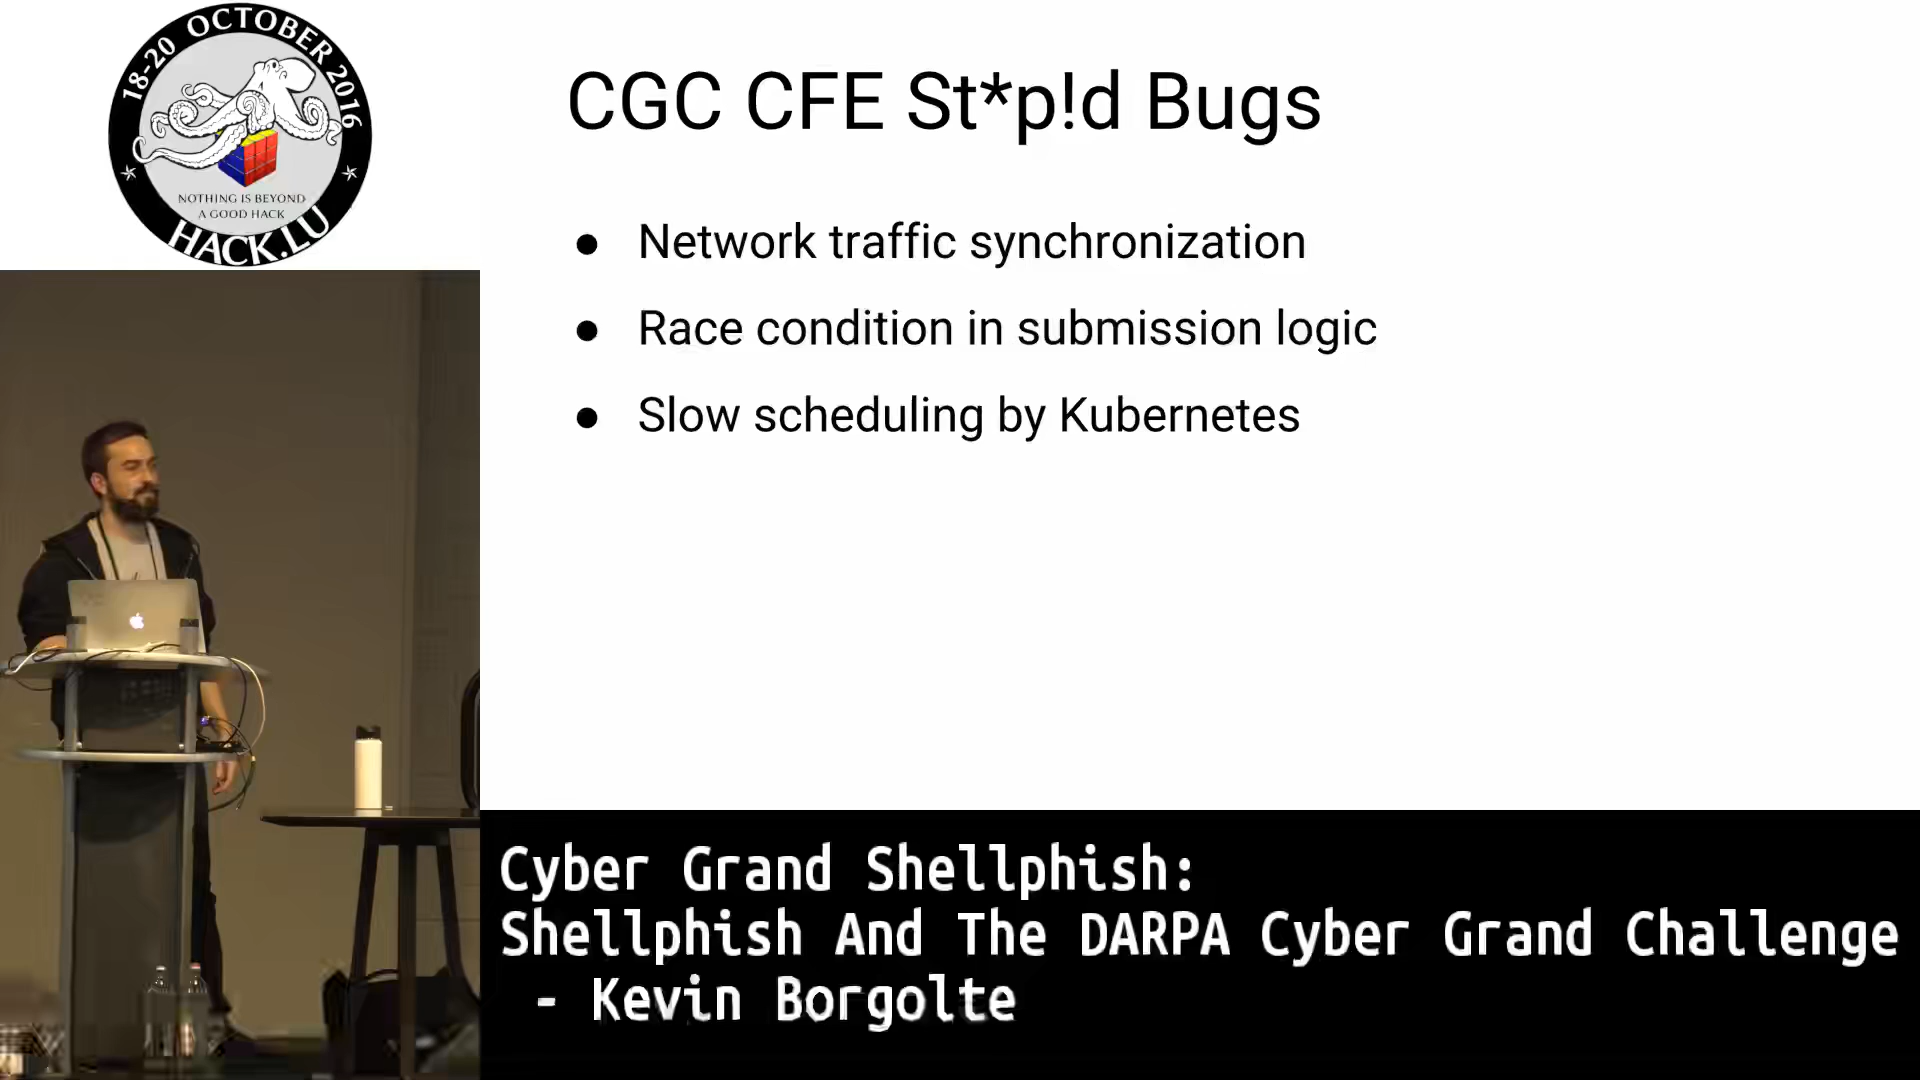 18-20 OCTOBER 2016
NOTHING IS BEYOND
A GOOD HACK
HACK.LU
CGC CFE St*p!d Bugs
● Network traffic synchronization
● Race condition in submission logic
● Slow scheduling by Kubernetes
Cyber Grand Shellphish:
Shellphish And The DARPA Cyber Grand Challenge
- Kevin Borgolte